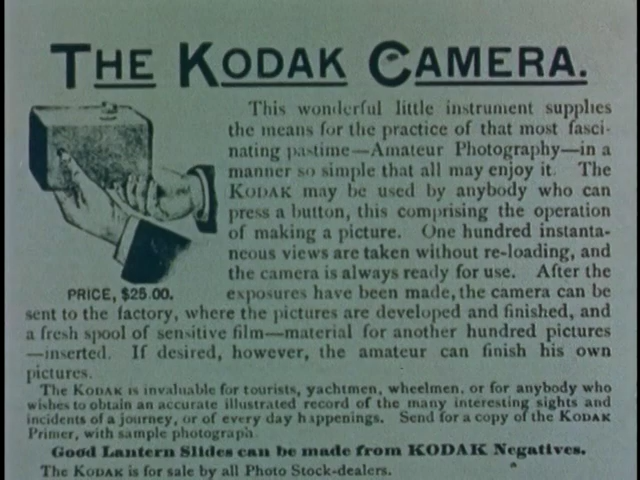 THE KODAK CAMERA.
This wonderful little instrument supplies
the means for the practice of that most fasci-
nating pastime—Amateur Photography—in a
manner so simple that all may enjoy it. The
KODAK may be used by anybody who can
press a button, this comprising the operation
of making a picture. One hundred instanta-
neous views are taken without re-loading, and
the camera is always ready for use. After the
PRICE, $25.00.
exposures have been made, the camera can be
sent to the factory, where the pictures are developed and finished, and
a fresh spool of sensitive film—material for another hundred pictures
—inserted. If desired, however, the amateur can finish his own
pictures.
The KODAK is invaluable for tourists, yachtmen, wheelmen, or for anybody who
wishes to obtain an accurate illustrated record of the many interesting sights and
incidents of a journey, or of every day happenings. Send for a copy of the KODAK
Primer, with sample photograph
Good Lantern Slides can be made from KODAK Negatives.
The KODAK is for sale by all Photo Stock-dealers.